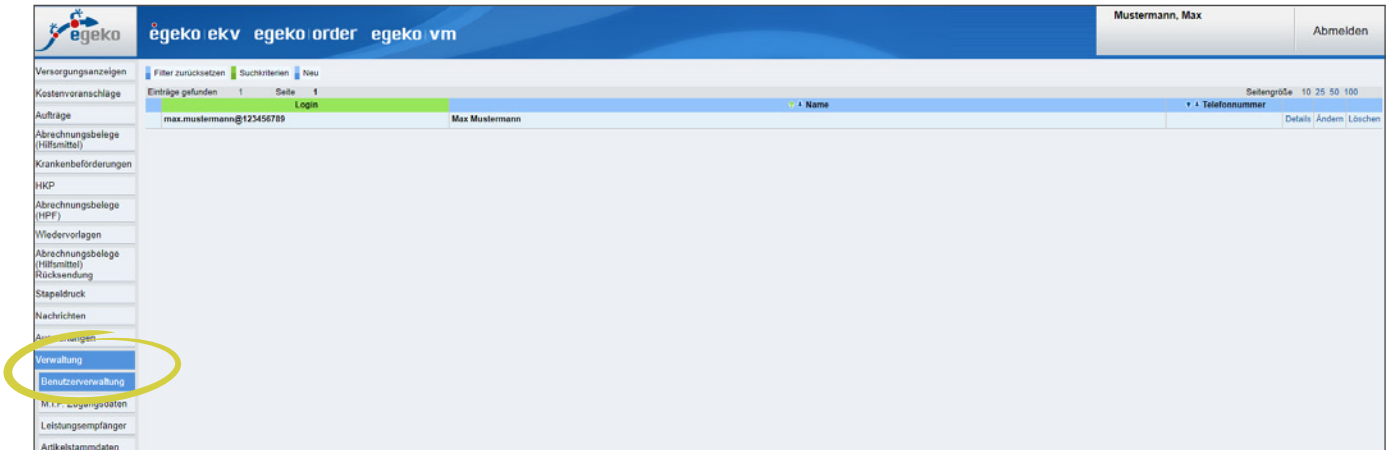 egeko
egeko ekv egeko order egeko vm
Mustermann, Max
Abmelden
Versorgungsanzeigen
Kostenvoranschläge
Aufträge
Abrechnungsbelege
(Hilfsmittel)
Krankenbeförderungen
HKP
Abrechnungsbelege
(HPF)
Wiedervorlagen
Abrechnungsbelege
(Hilfsmittel)
Rücksendung
Stapeldruck
Nachrichten
Verwaltung
Benutzerverwaltung
M.I.P. Zugangsdaten
Leistungsempfänger
Artikelstammdaten
Filter zurücksetzen Suchkriterien Neu
Einträge gefunden 1 Seite 1 Seitengröße 10 25 50 100
Login Name Telefonnummer
max.mustermann@123456789 Max Mustermann Details Ändern Löschen